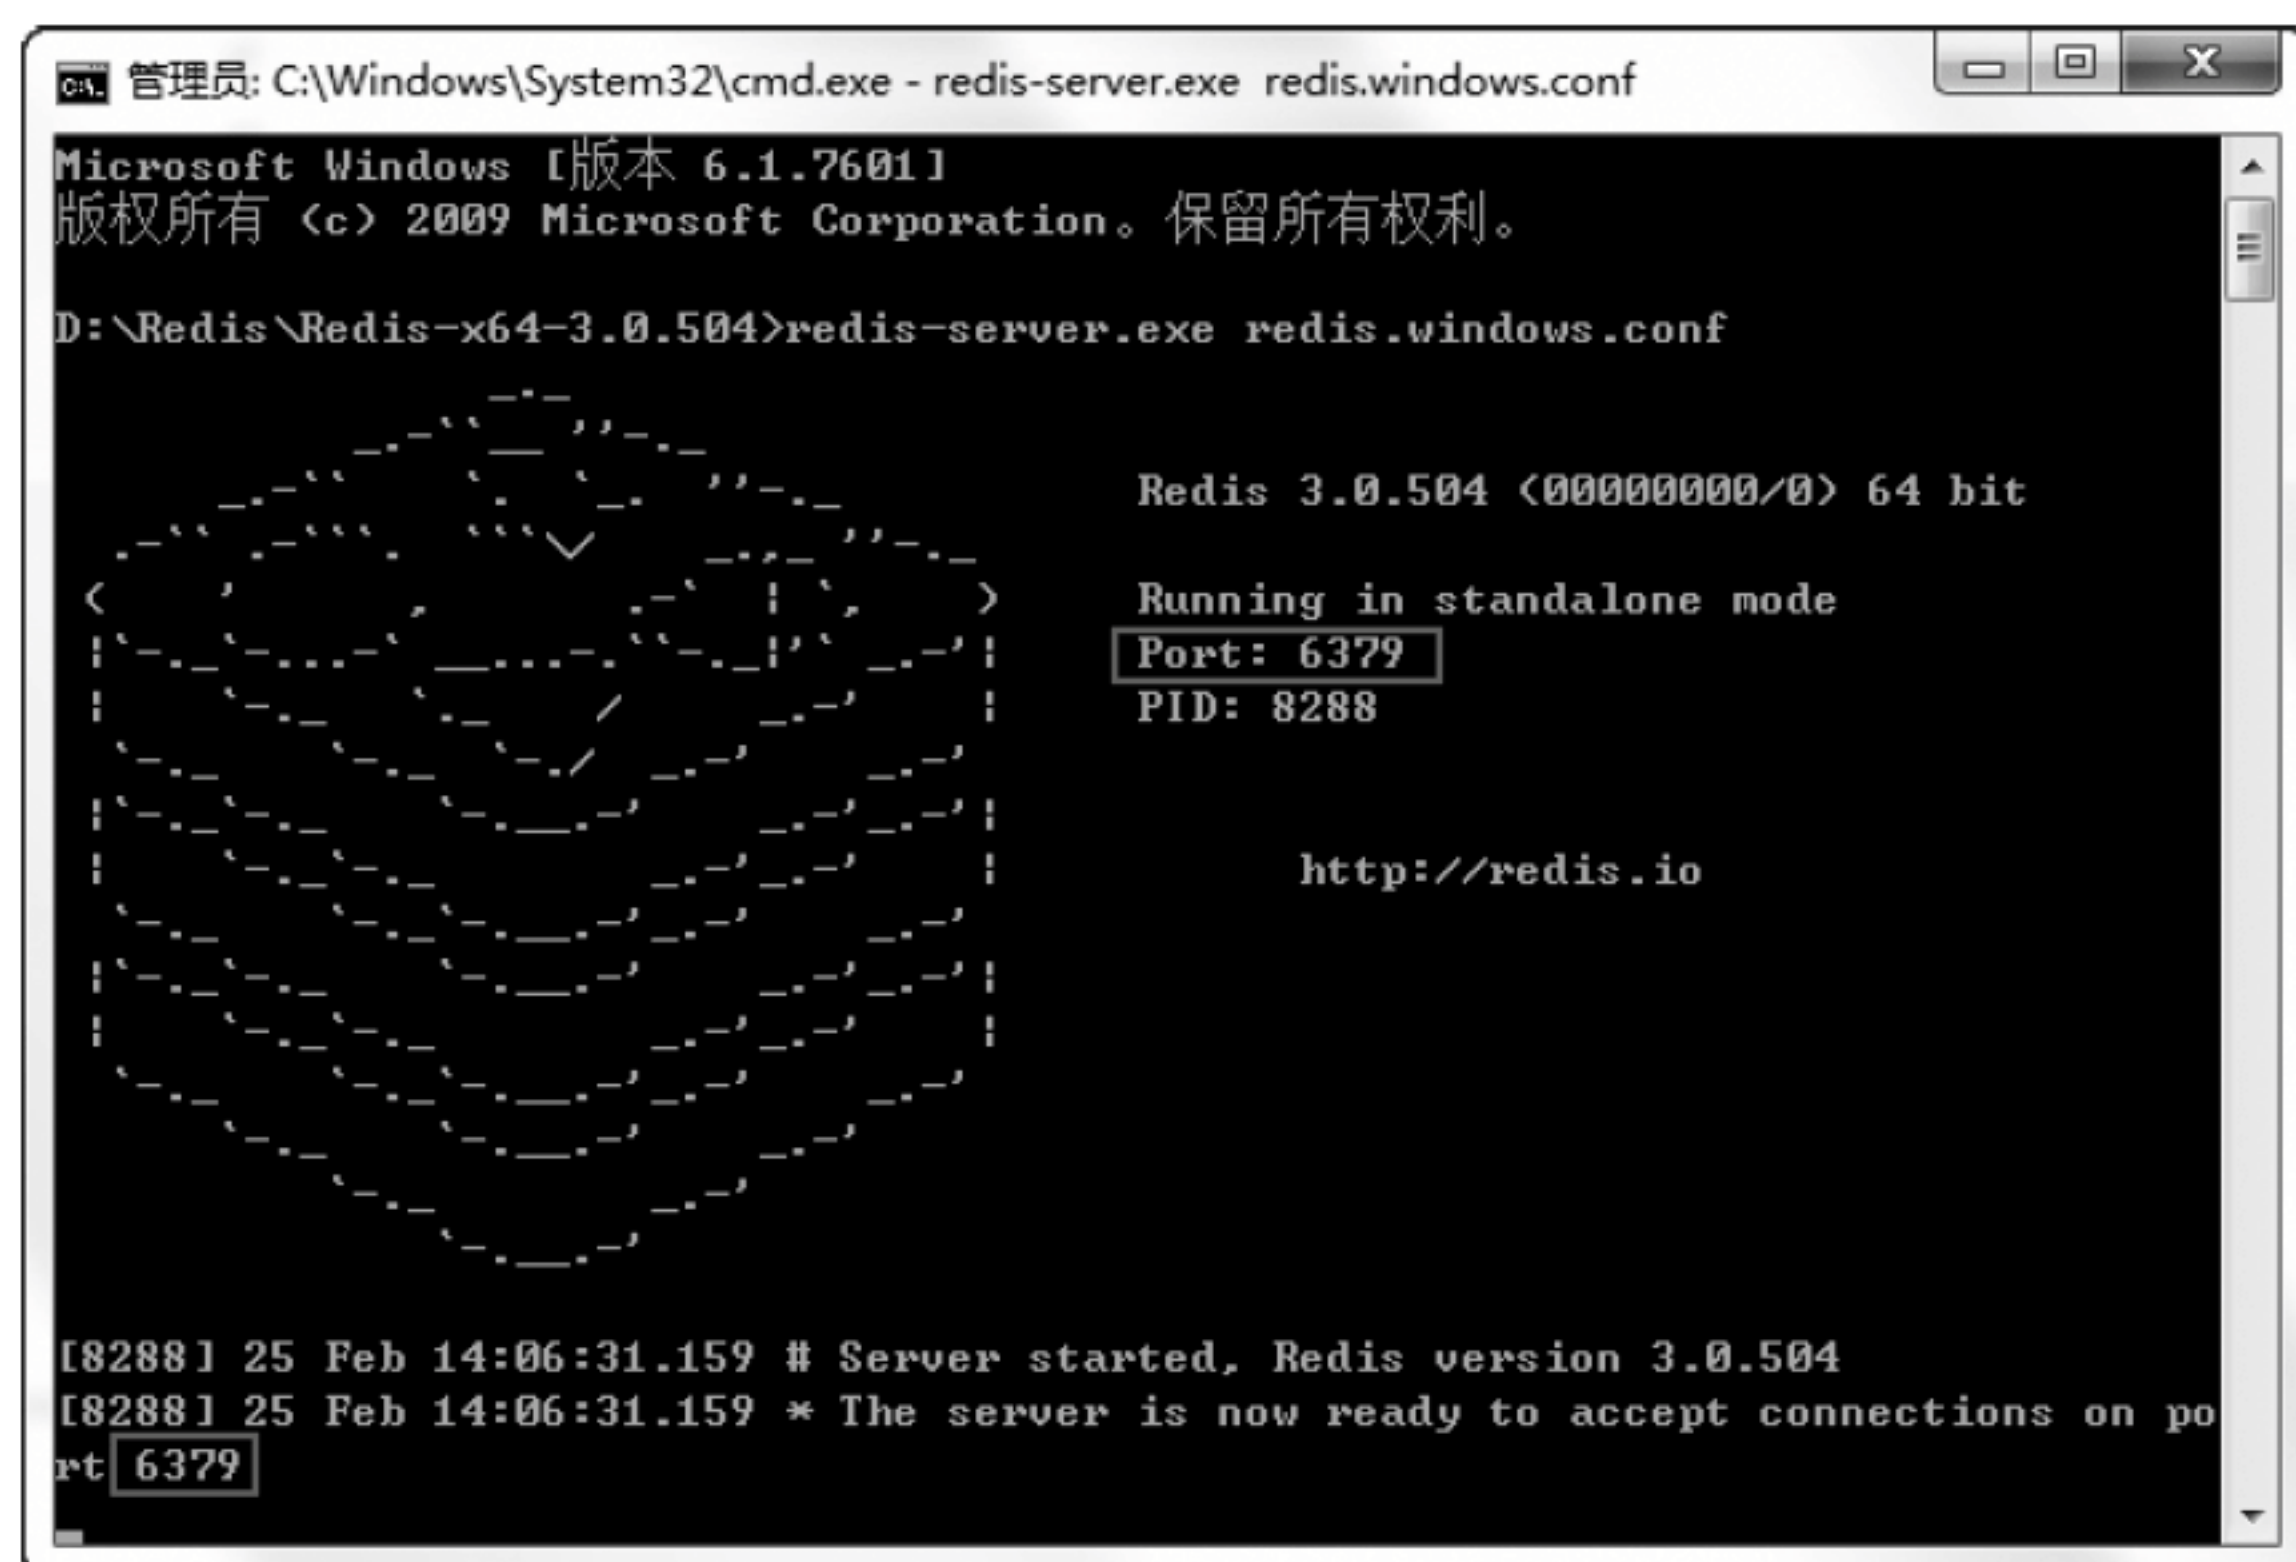 管理员: C:\Windows\System32\cmd.exe - redis-server.exe  redis.windows.conf
Microsoft Windows [版本 6.1.7601]
版权所有 (c) 2009 Microsoft Corporation。保留所有权利。
D:\Redis\Redis-x64-3.0.504>redis-server.exe redis.windows.conf
Redis 3.0.504 (00000000/0) 64 bit
Running in standalone mode
Port: 6379
PID: 8288
http://redis.io
[8288] 25 Feb 14:06:31.159 # Server started, Redis version 3.0.504
[8288] 25 Feb 14:06:31.159 * The server is now ready to accept connections on po
rt 6379